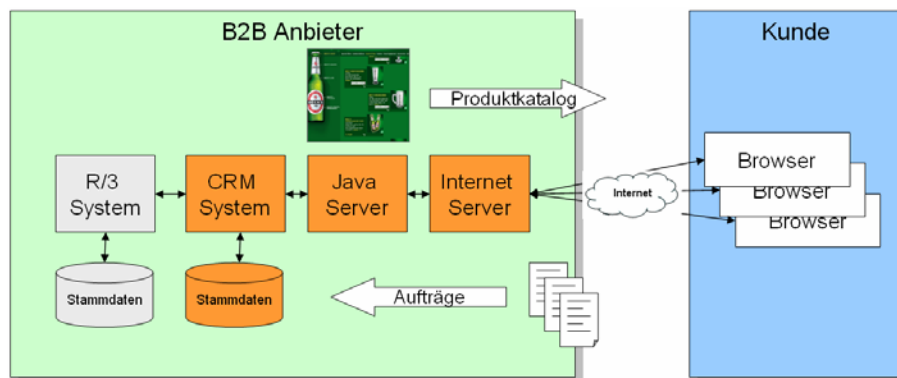 B2B Anbieter
Kunde
Produktkatalog
R/3
System
CRM
System
Java
Server
Internet
Server
Internet
Browser
Browser
Browser
Stammdaten
Stammdaten
Aufträge